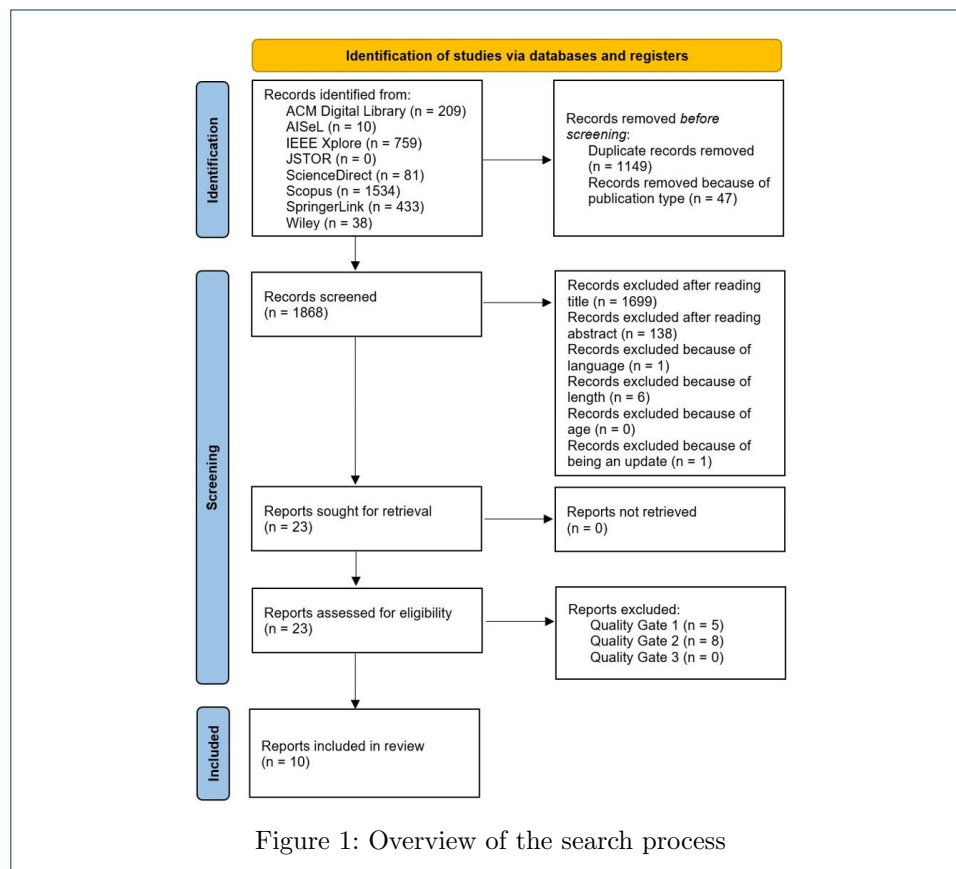 Identification of studies via databases and registers
Identification
Records identified from:
ACM Digital Library (n = 209)
AISeL (n = 10)
IEEE Xplore (n = 759)
JSTOR (n = 0)
ScienceDirect (n = 81)
Scopus (n = 1534)
SpringerLink (n = 433)
Wiley (n = 38)
Records removed before
screening:
Duplicate records removed
(n = 1149)
Records removed because of
publication type (n = 47)
Screening
Records screened
(n = 1868)
Records excluded after reading
title (n = 1699)
Records excluded after reading
abstract (n = 138)
Records excluded because of
language (n = 1)
Records excluded because of
length (n = 6)
Records excluded because of
age (n = 0)
Records excluded because of
being an update (n = 1)
Reports sought for retrieval
(n = 23)
Reports not retrieved
(n = 0)
Reports assessed for eligibility
(n = 23)
Reports excluded:
Quality Gate 1 (n = 5)
Quality Gate 2 (n = 8)
Quality Gate 3 (n = 0)
Included
Reports included in review
(n = 10)
Figure 1: Overview of the search process